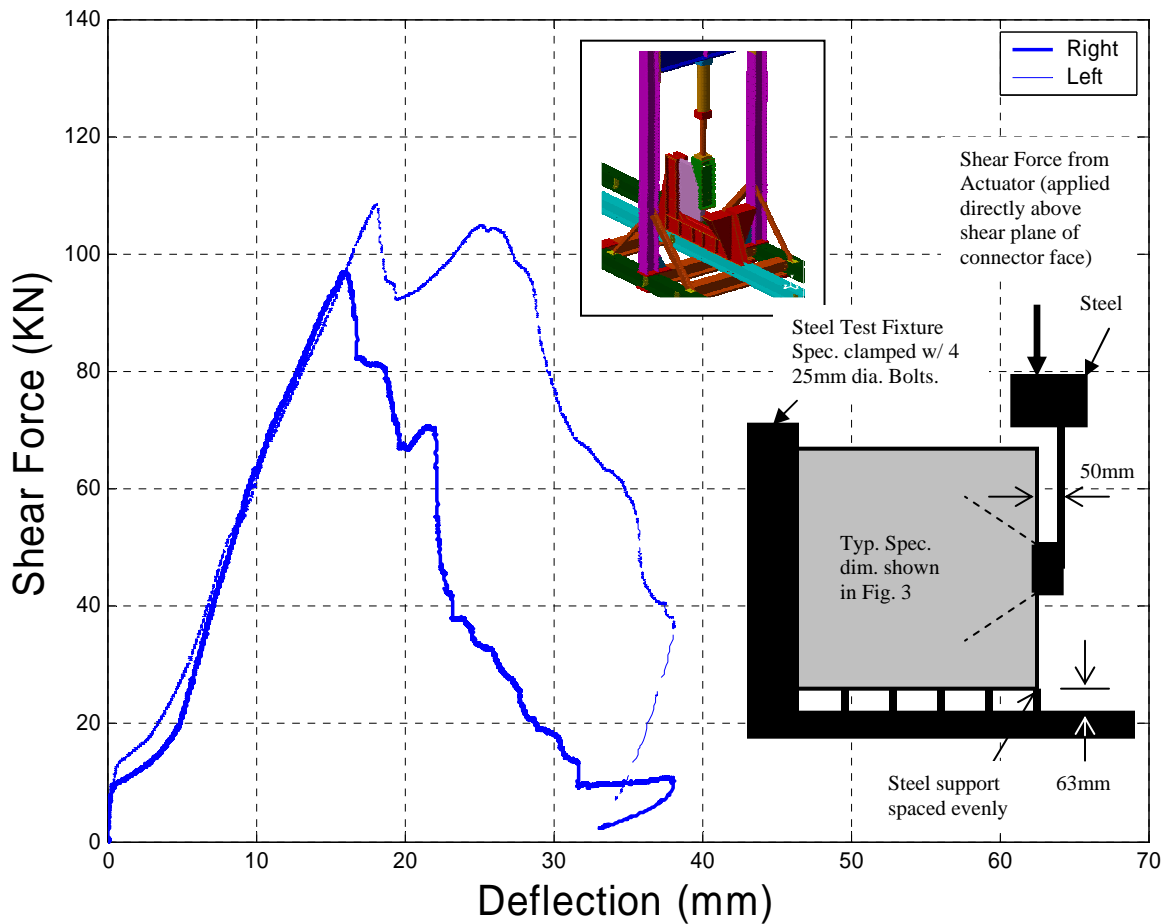 140
120
100
80
60
40
20
0
Shear Force (KN)
0
10
20
30
40
50
60
70
Deflection (mm)
Right
Left
Shear Force from
Actuator (applied
directly above
shear plane of
connector face)
Steel
Steel Test Fixture
Spec. clamped w/ 4
25mm dia. Bolts.
50mm
Typ. Spec.
dim. shown
in Fig. 3
Steel support
spaced evenly
63mm